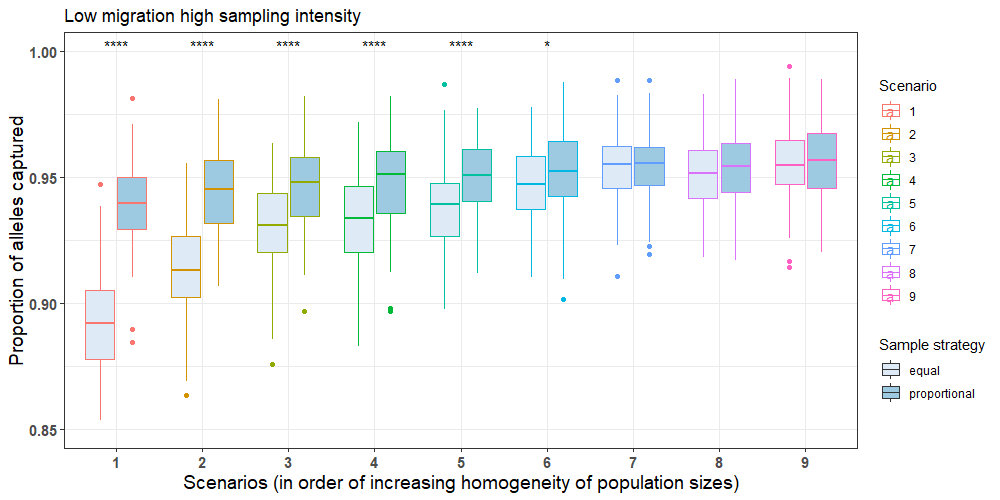 Low migration high sampling intensity
Proportion of alleles captured
1.00
0.95
0.90
0.85
**** **** **** **** **** *
1 2 3 4 5 6 7 8 9
Scenarios (in order of increasing homogeneity of population sizes)
Scenario
a 1
a 2
a 3
a 4
a 5
a 6
a 7
a 8
a 9
Sample strategy
equal
proportional